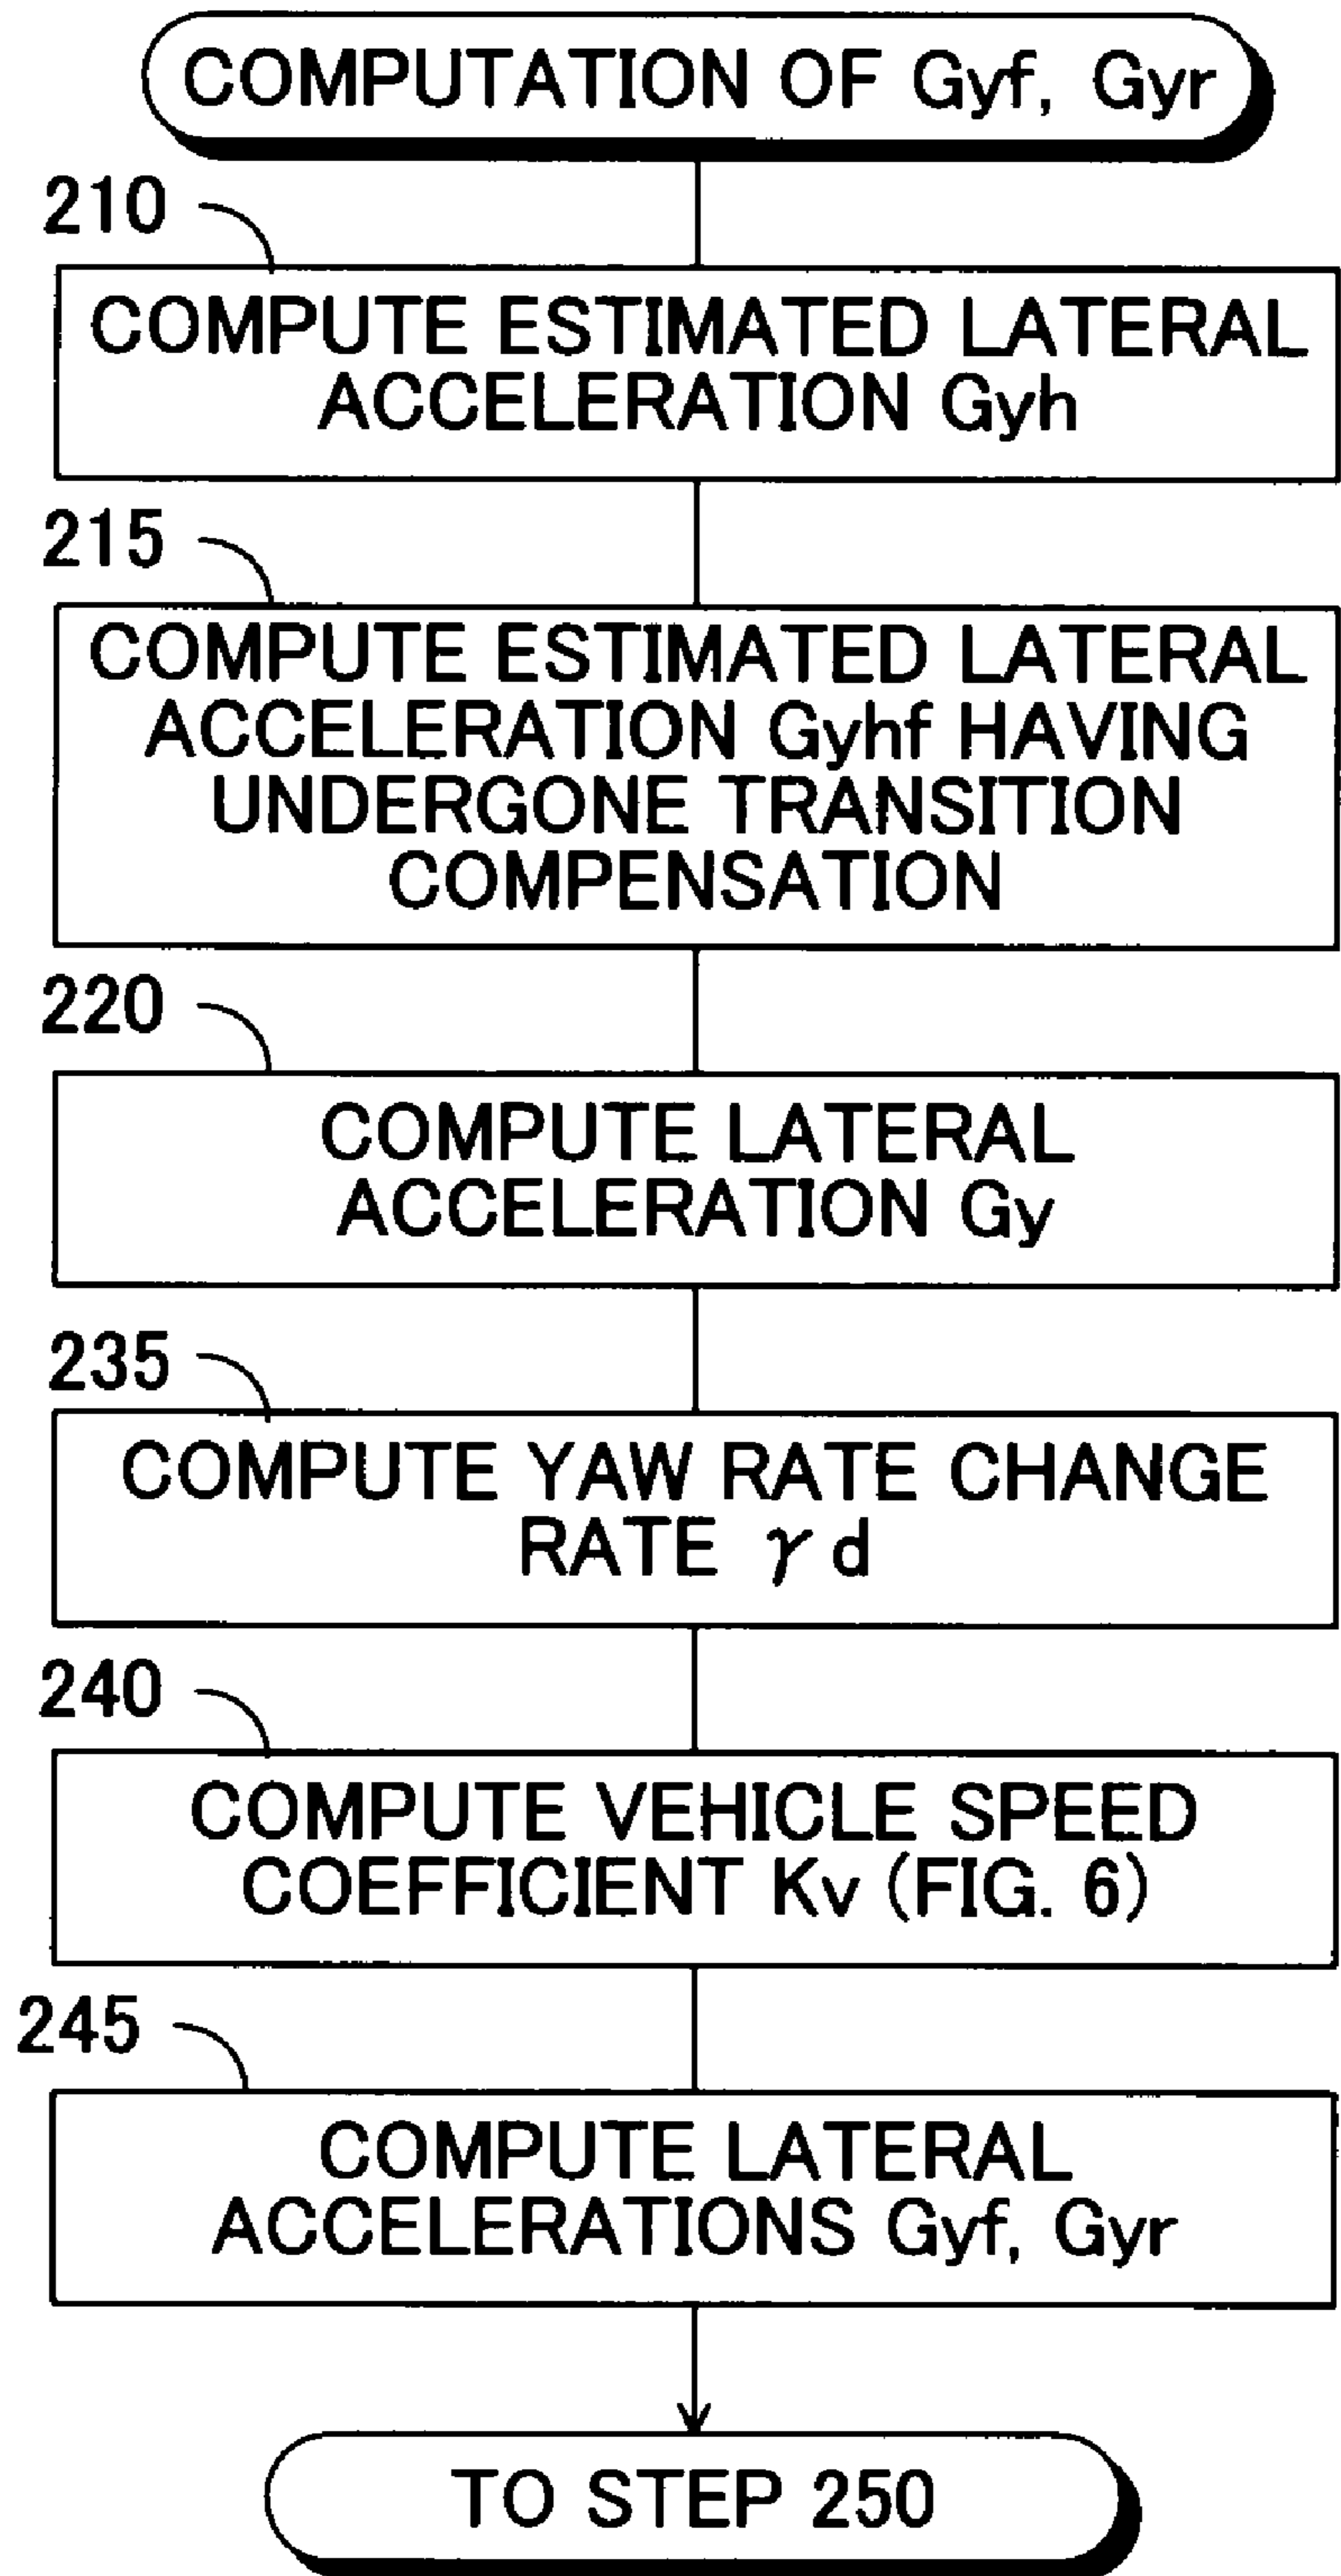 COMPUTATION OF Gyf, Gyr
210
COMPUTE ESTIMATED LATERAL
ACCELERATION Gyh
215
COMPUTE ESTIMATED LATERAL
ACCELERATION Gyhf HAVING
UNDERGONE TRANSITION
COMPENSATION
220
COMPUTE LATERAL
ACCELERATION Gy
235
COMPUTE YAW RATE CHANGE
RATE γd
240
COMPUTE VEHICLE SPEED
COEFFICIENT Kv (FIG. 6)
245
COMPUTE LATERAL
ACCELERATIONS Gyf, Gyr
TO STEP 250